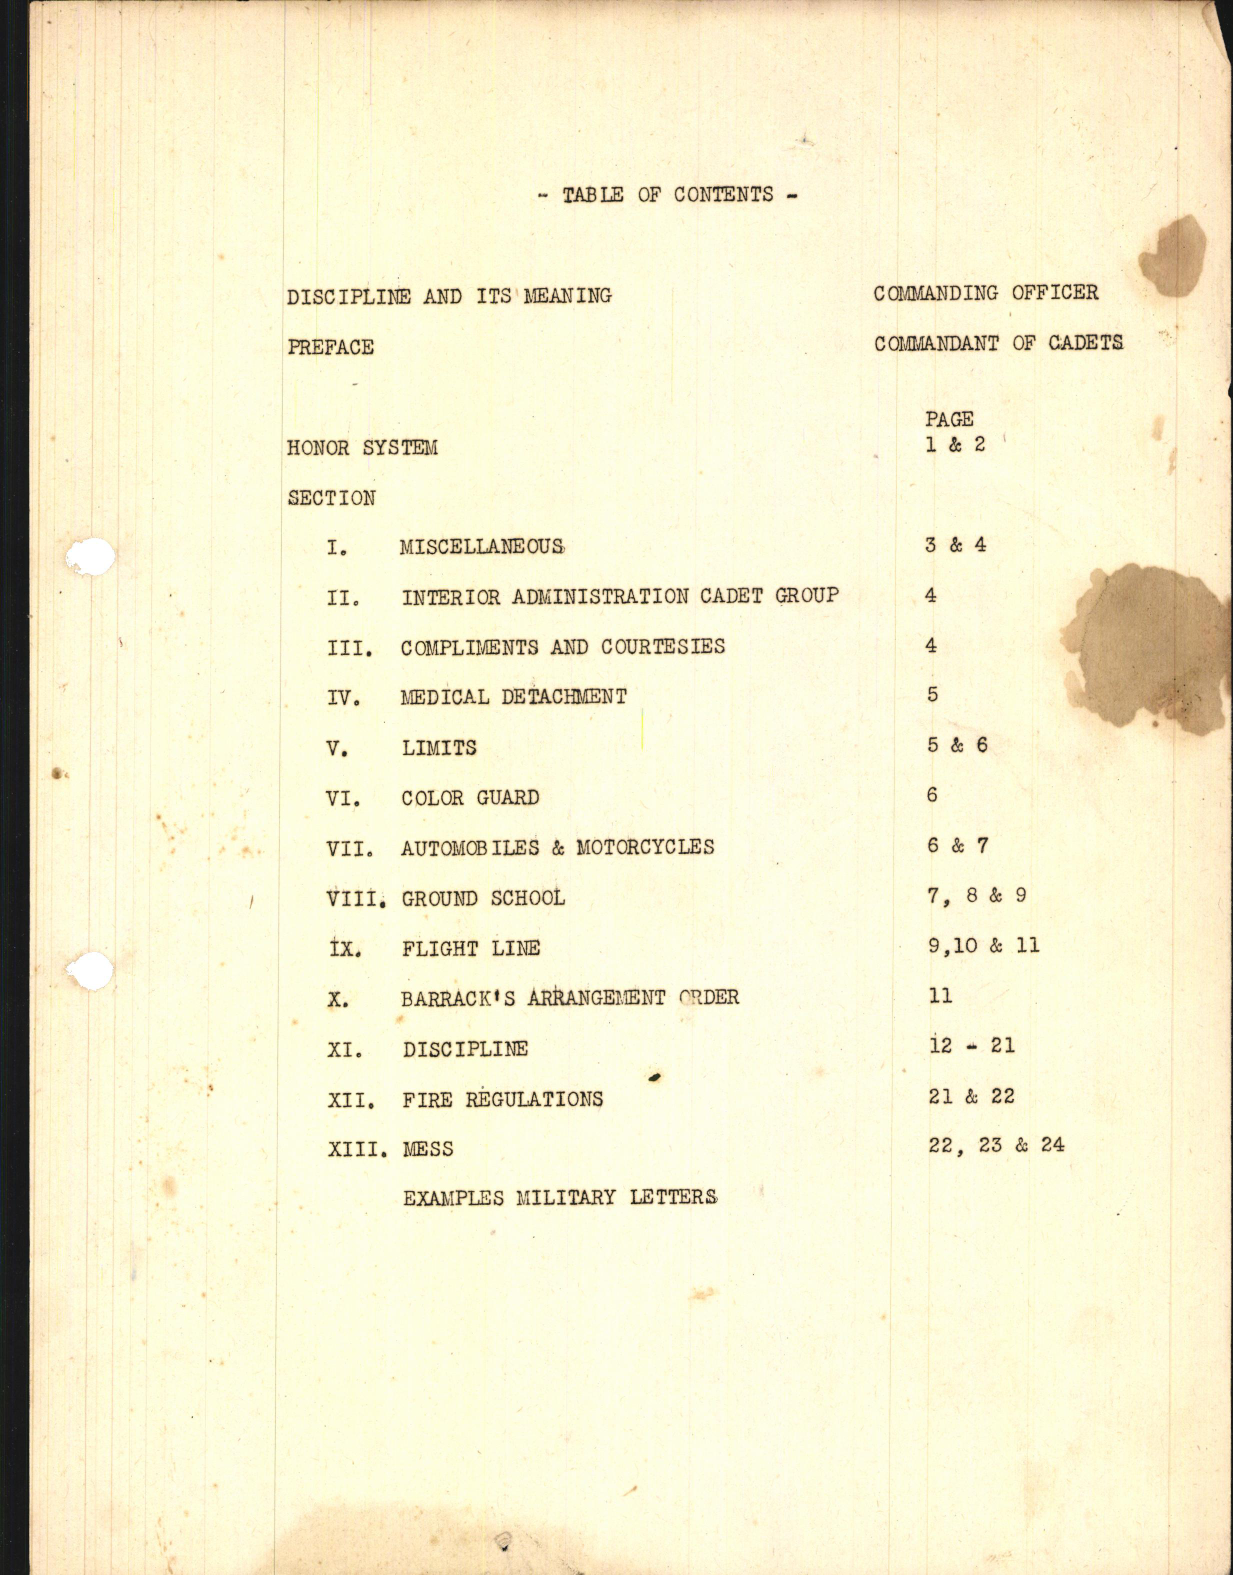 - TABLE OF CONTENTS -
DISCIPLINE AND ITS MEANING COMMANDING OFFICER
PREFACE COMMANDANT OF CADETS
PAGE
HONOR SYSTEM 1 & 2
SECTION
I. MISCELLANEOUS 3 & 4
II. INTERIOR ADMINISTRATION CADET GROUP 4
III. COMPLIMENTS AND COURTESIES 4
IV. MEDICAL DETACHMENT 5
V. LIMITS 5 & 6
VI. COLOR GUARD 6
VII. AUTOMOBILES & MOTORCYCLES 6 & 7
VIII. GROUND SCHOOL 7, 8 & 9
IX. FLIGHT LINE 9,10 & 11
X. BARRACK'S ARRANGEMENT ORDER 11
XI. DISCIPLINE 12 - 21
XII. FIRE REGULATIONS 21 & 22
XIII. MESS 22, 23 & 24
EXAMPLES MILITARY LETTERS